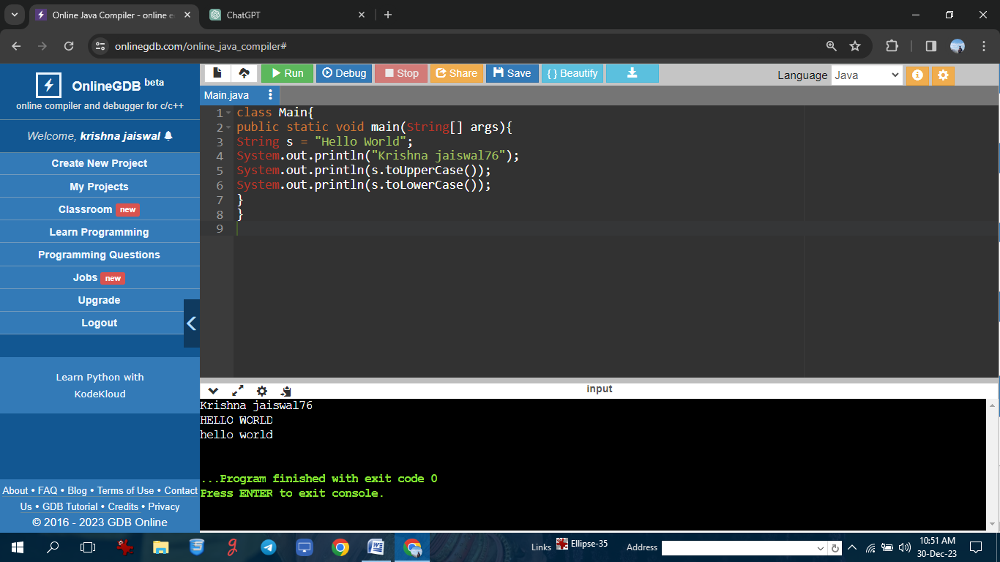 Online Java Compiler - online e
ChatGPT
onlinegdb.com/online_java_compiler#
OnlineGDB beta
online compiler and debugger for c/c++
Welcome, krishna jaiswal
Create New Project
My Projects
Classroom new
Learn Programming
Programming Questions
Jobs new
Upgrade
Logout
Learn Python with
KodeKloud
About • FAQ • Blog • Terms of Use • Contact
Us • GDB Tutorial • Credits • Privacy
© 2016 - 2023 GDB Online
Run Debug Stop Share Save { } Beautify Language Java
Main.java
1 class Main{
2 public static void main(String[] args){
3 String s = "Hello World";
4 System.out.println("Krishna jaiswal76");
5 System.out.println(s.toUpperCase());
6 System.out.println(s.toLowerCase());
7 }
8 }
9
input
Krishna jaiswal76
HELLO WORLD
hello world
...Program finished with exit code 0
Press ENTER to exit console.
Links Ellipse-35 Address
10:51 AM
30-Dec-23